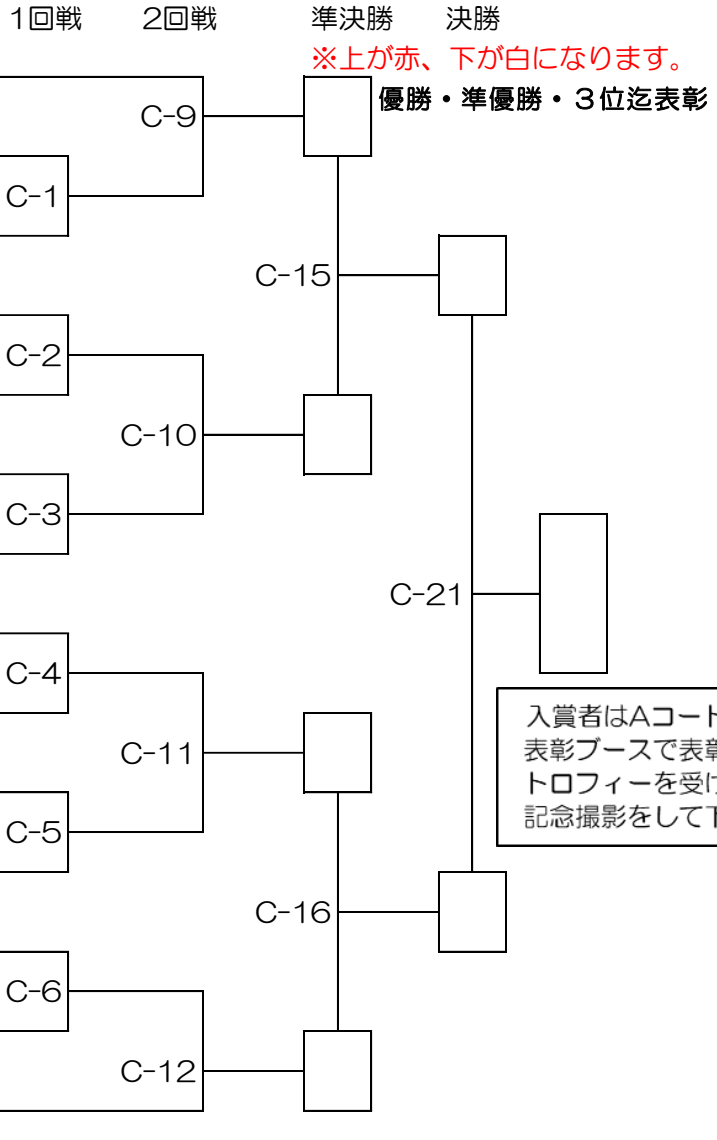 1回戦 2回戦 準決勝 決勝
※上が赤、下が白になります。
優勝・準優勝・３位迄表彰
C-9
C-1
C-15
C-2
C-10
C-3
C-21
C-4
入賞者はAコート
C-11
表彰ブースで表彰
トロフィーを受け
記念撮影をして下
C-5
C-16
C-6
C-12